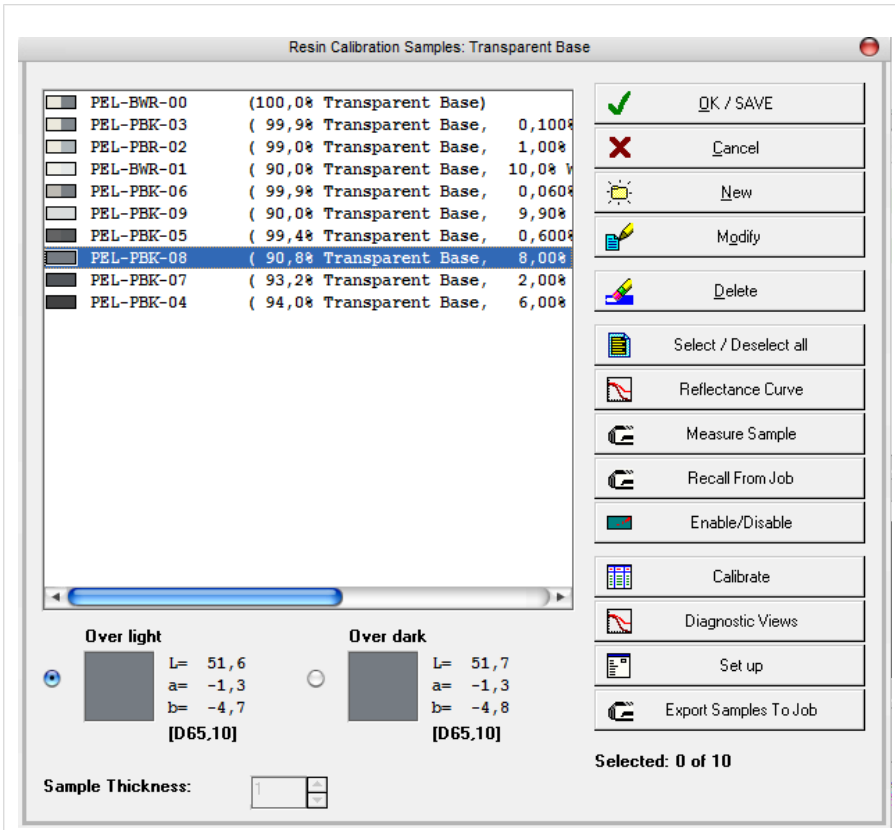 Resin Calibration Samples: Transparent Base
PEL-BWR-00 (100,0% Transparent Base)
PEL-PBK-03 ( 99,9% Transparent Base, 0,100%
PEL-PBR-02 ( 99,0% Transparent Base, 1,00%
PEL-BWR-01 ( 90,0% Transparent Base, 10,0% W
PEL-PBK-06 ( 99,9% Transparent Base, 0,060%
PEL-PBK-09 ( 90,0% Transparent Base, 9,90%
PEL-PBK-05 ( 99,4% Transparent Base, 0,600%
PEL-PBK-08 ( 90,8% Transparent Base, 8,00%
PEL-PBK-07 ( 93,2% Transparent Base, 2,00%
PEL-PBK-04 ( 94,0% Transparent Base, 6,00%
OK / SAVE
Cancel
New
Modify
Delete
Select / Deselect all
Reflectance Curve
Measure Sample
Recall From Job
Enable/Disable
Calibrate
Diagnostic Views
Set up
Export Samples To Job
Selected: 0 of 10
Over light
L= 51,6
a= -1,3
b= -4,7
[D65,10]
Over dark
L= 51,7
a= -1,3
b= -4,8
[D65,10]
Sample Thickness:
1